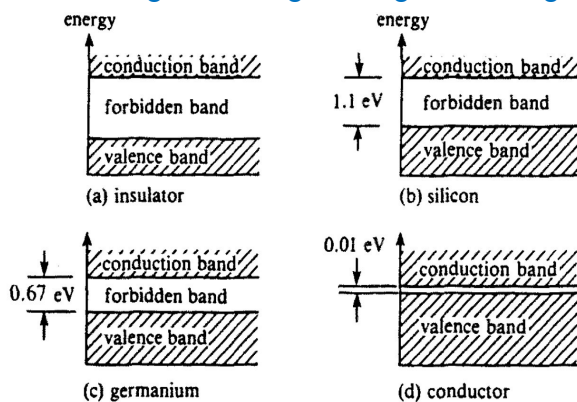 energy
conduction band
forbidden band
valence band
(a) insulator
energy
conduction band
1.1 eV
forbidden band
valence band
(b) silicon
conduction band
0.67 eV
forbidden band
valence band
(c) germanium
0.01 eV
conduction band
valence band
(d) conductor